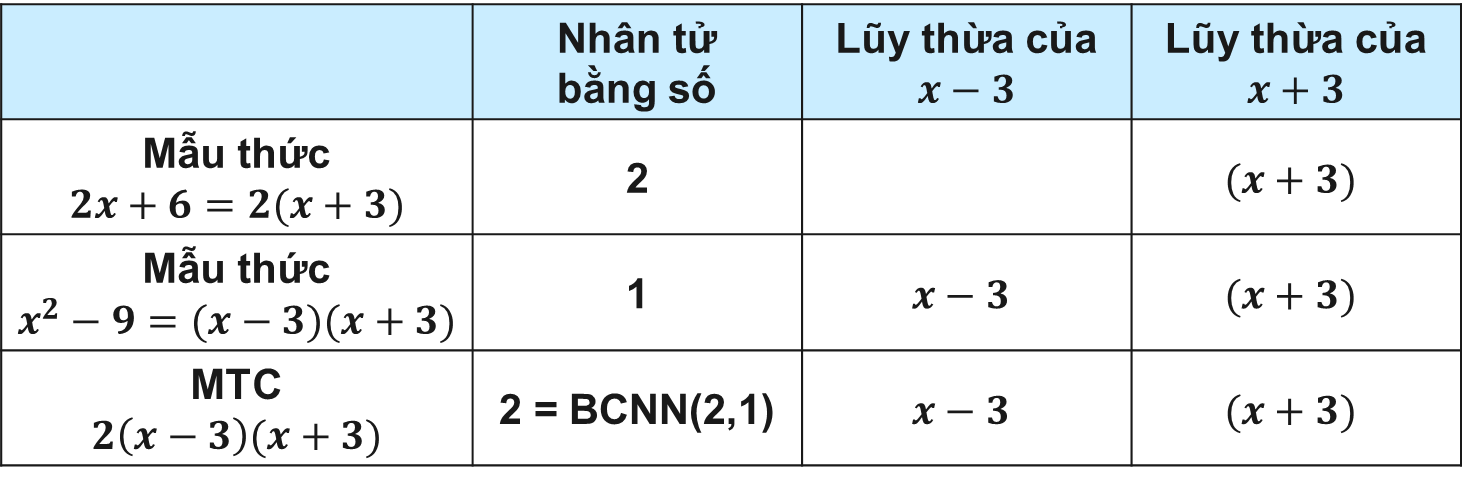 Nhân tử
bằng số
Lũy thừa của
x − 3
Lũy thừa của
x + 3
Mẫu thức
2x + 6 = 2(x + 3)
2
(x + 3)
Mẫu thức
x² − 9 = (x − 3)(x + 3)
1
x − 3
(x + 3)
MTC
2(x − 3)(x + 3)
2 = BCNN(2,1)
x − 3
(x + 3)